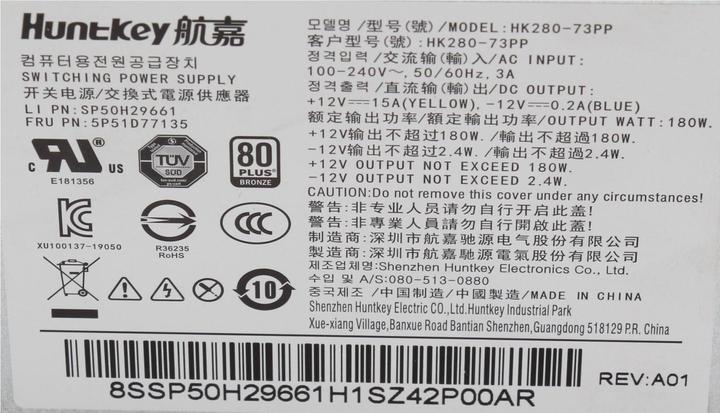 HUNTKEY 航嘉
컴퓨터용전원공급장치
SWITCHING POWER SUPPLY
开关电源/交換式電源供應器
LI PN: SP50H29661
FRU PN: 5P51D77135
c RU US
E181356
TÜV
SUD
80
PLUS
BRONZE
KC
XU100137-19050
R36235
RoHS
CCC
10
모델명/型号(號)/MODEL: HK280-73PP
客户型号(號): HK280-73PP
정격입력/交流输(輸)入/AC INPUT:
100-240V~, 50/60Hz, 3A
정격출력/直流输(輸)出/DC OUTPUT:
+12V⎓15A(YELLOW), -12V⎓0.2A(BLUE)
额定输出功率/額定輸出功率/OUTPUT WATT: 180W.
+12V输出不超过180W. /輸出不超過180W.
-12V输出不超过2.4W. /輸出不超過2.4W.
+12V OUTPUT NOT EXCEED 180W.
-12V OUTPUT NOT EXCEED 2.4W.
CAUTION:Do not remove this cover under any circumstances!
警告:非专业人员请勿自行开启此盖!
警告:非專業人員請勿自行開啟此蓋!
制造商:深圳市航嘉驰源电气股份有限公司
製造商:深圳市航嘉馳源電氣股份有限公司
제조업체명:Shenzhen Huntkey Electronics Co., Ltd.
수입 및 A/S:080-513-0880
중국제조 /中国制造/中國製造/MADE IN CHINA
Shenzhen Huntkey Electric Co., Ltd.Huntkey Industrial Park
Xue-xiang Village,Banxue Road Bantian Shenzhen,Guangdong 518129 P.R. China
8SSP50H29661H1SZ42P00AR
REV:A01